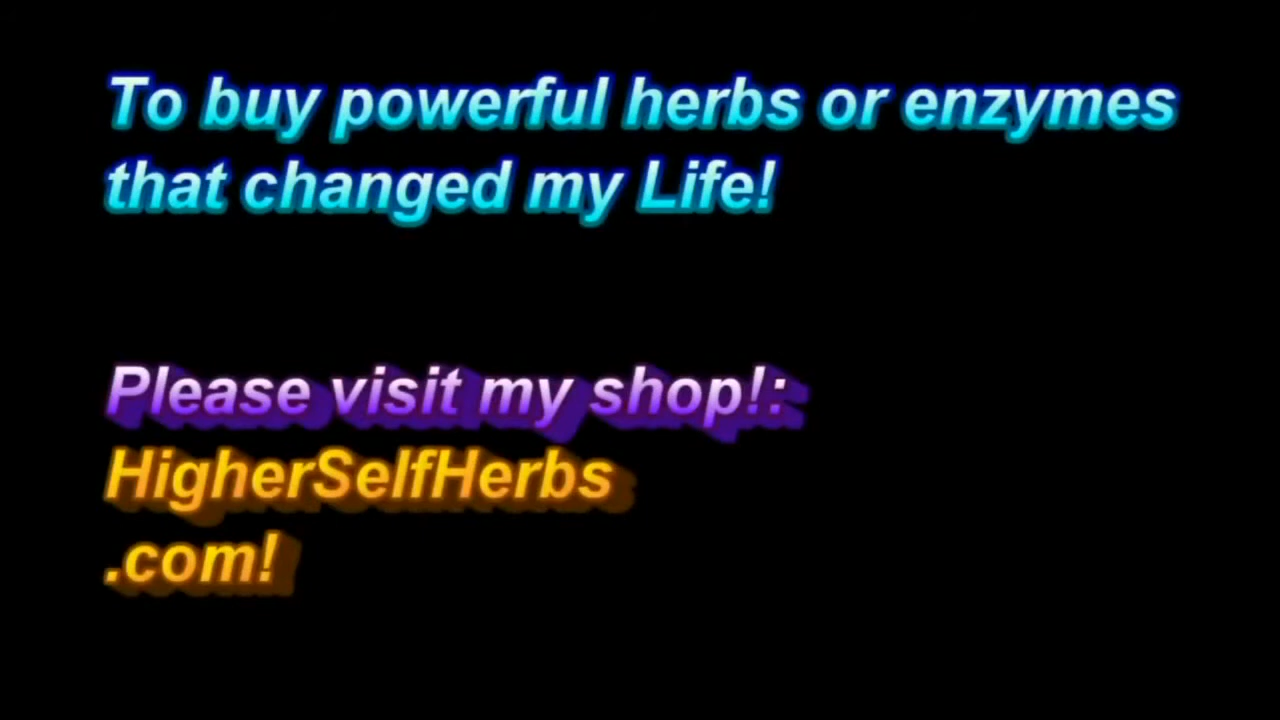 To buy powerful herbs or enzymes
that changed my Life!
Please visit my shop!:
HigherSelfHerbs
.com!